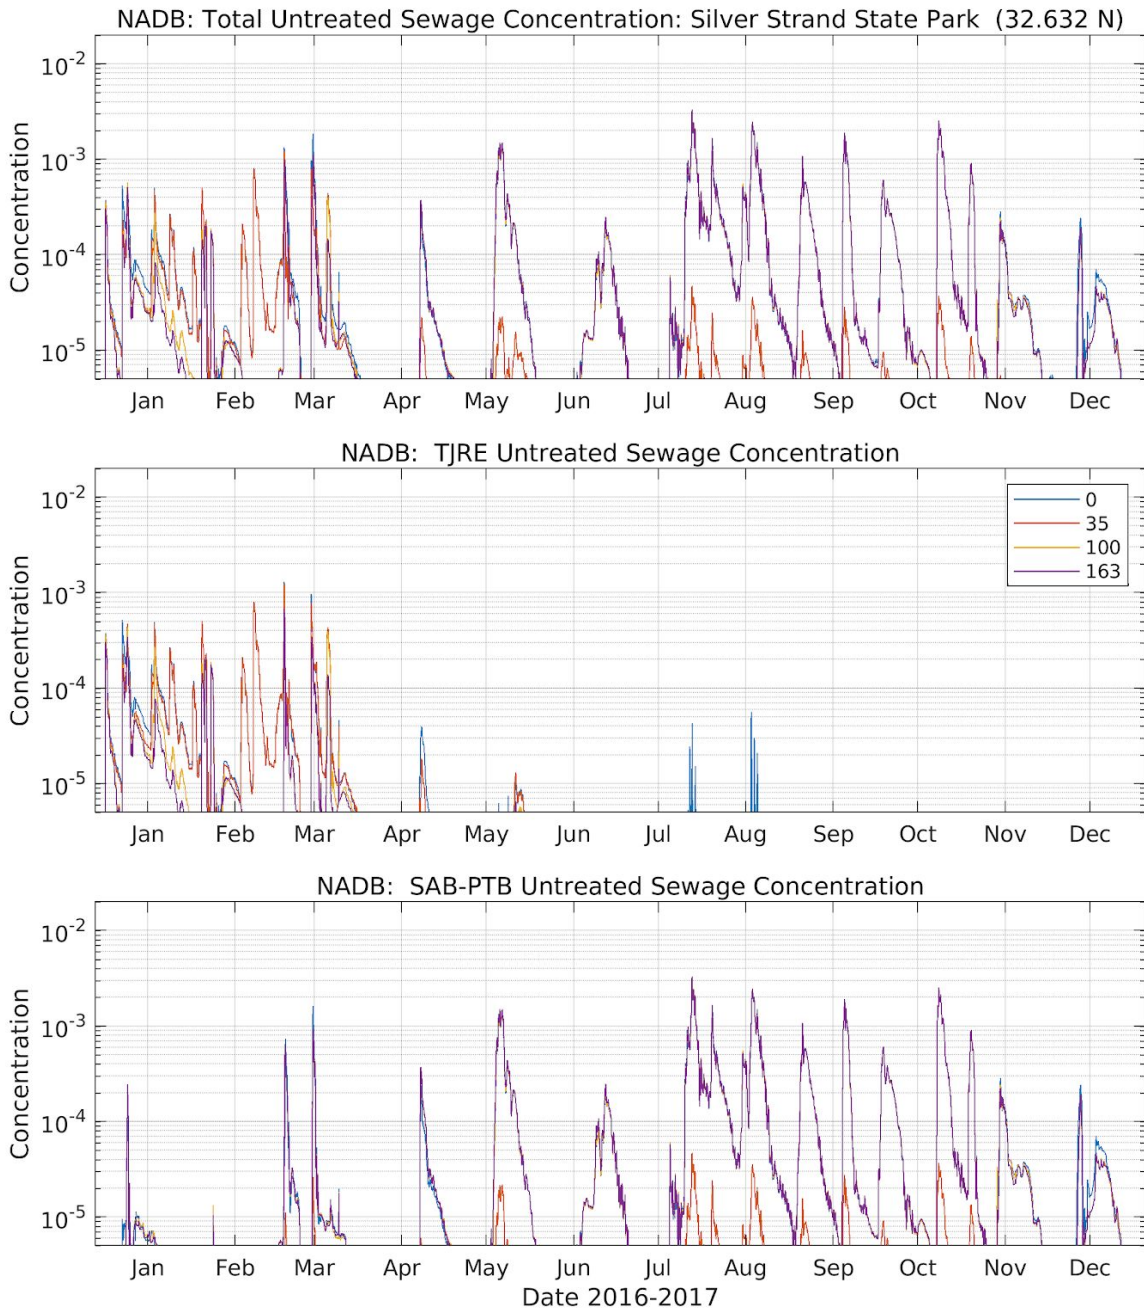 NADB: Total Untreated Sewage Concentration: Silver Strand State Park (32.632 N)
10-2
10-3
10-4
10-5
Concentration
Jan Feb Mar Apr May Jun Jul Aug Sep Oct Nov Dec
NADB: TJRE Untreated Sewage Concentration
0
35
100
163
10-2
10-3
10-4
10-5
Concentration
Jan Feb Mar Apr May Jun Jul Aug Sep Oct Nov Dec
NADB: SAB-PTB Untreated Sewage Concentration
10-2
10-3
10-4
10-5
Concentration
Jan Feb Mar Apr May Jun Jul Aug Sep Oct Nov Dec
Date 2016-2017